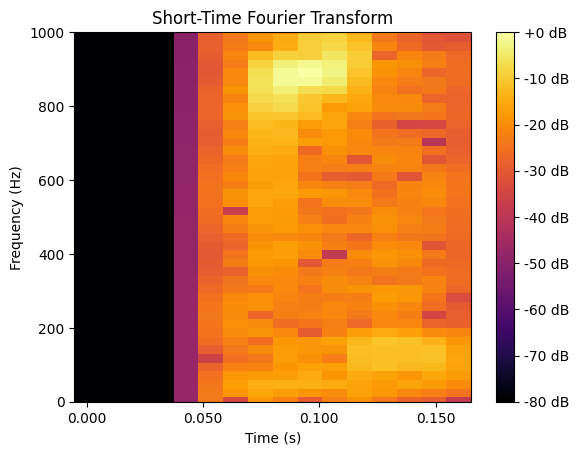 Short-Time Fourier Transform
1000
800
600
400
200
0
Frequency (Hz)
0.000
0.050
0.100
0.150
Time (s)
+0 dB
-10 dB
-20 dB
-30 dB
-40 dB
-50 dB
-60 dB
-70 dB
-80 dB